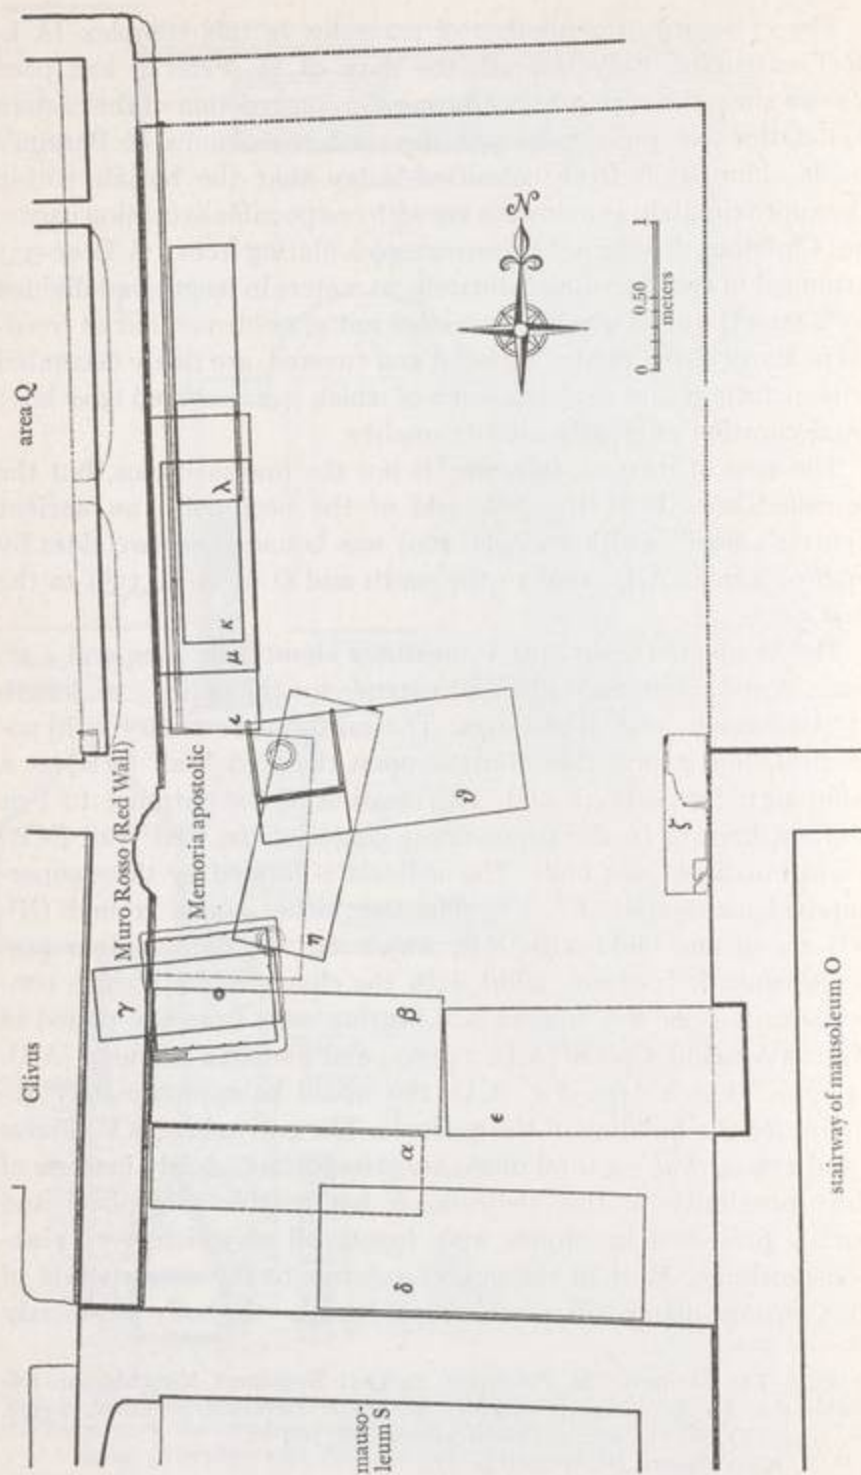 area Q
Clivus
Muro Rosso (Red Wall)
Memoria apostolic
γ
β
α
δ
ε
η
ι
ϑ
μ
κ
λ
ζ
N
0
0.50
1
meters
mauso-
leum S
stairway of mausoleum O